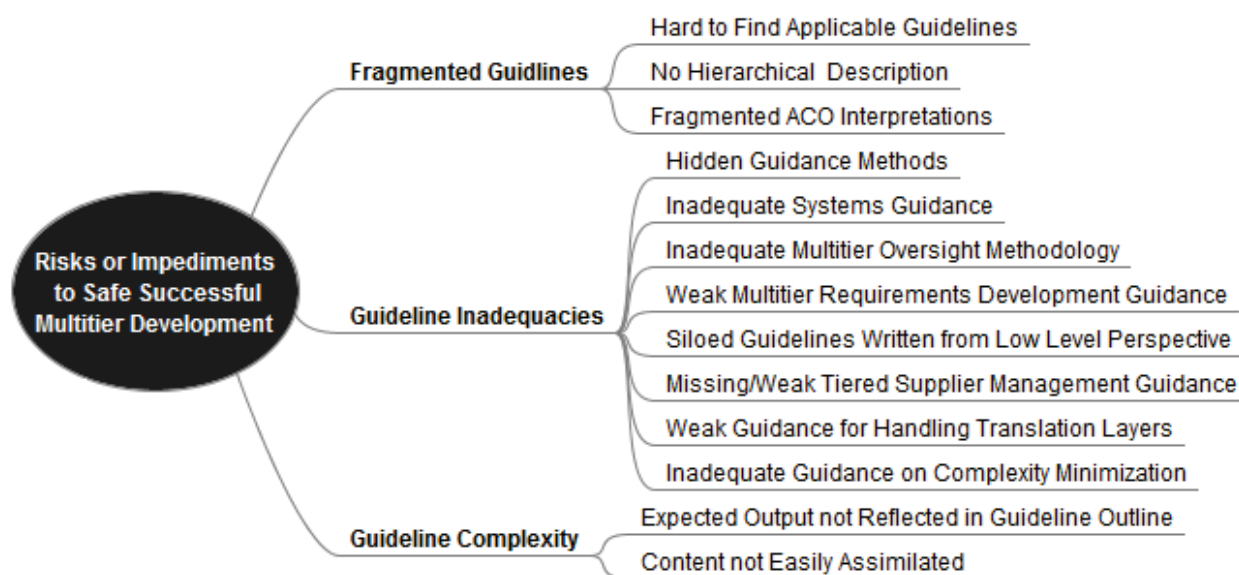 Risks or Impediments
to Safe Successful
Multitier Development
Fragmented Guidlines
Hard to Find Applicable Guidelines
No Hierarchical Description
Fragmented ACO Interpretations
Guideline Inadequacies
Hidden Guidance Methods
Inadequate Systems Guidance
Inadequate Multitier Oversight Methodology
Weak Multitier Requirements Development Guidance
Siloed Guidelines Written from Low Level Perspective
Missing/Weak Tiered Supplier Management Guidance
Weak Guidance for Handling Translation Layers
Inadequate Guidance on Complexity Minimization
Guideline Complexity
Expected Output not Reflected in Guideline Outline
Content not Easily Assimilated